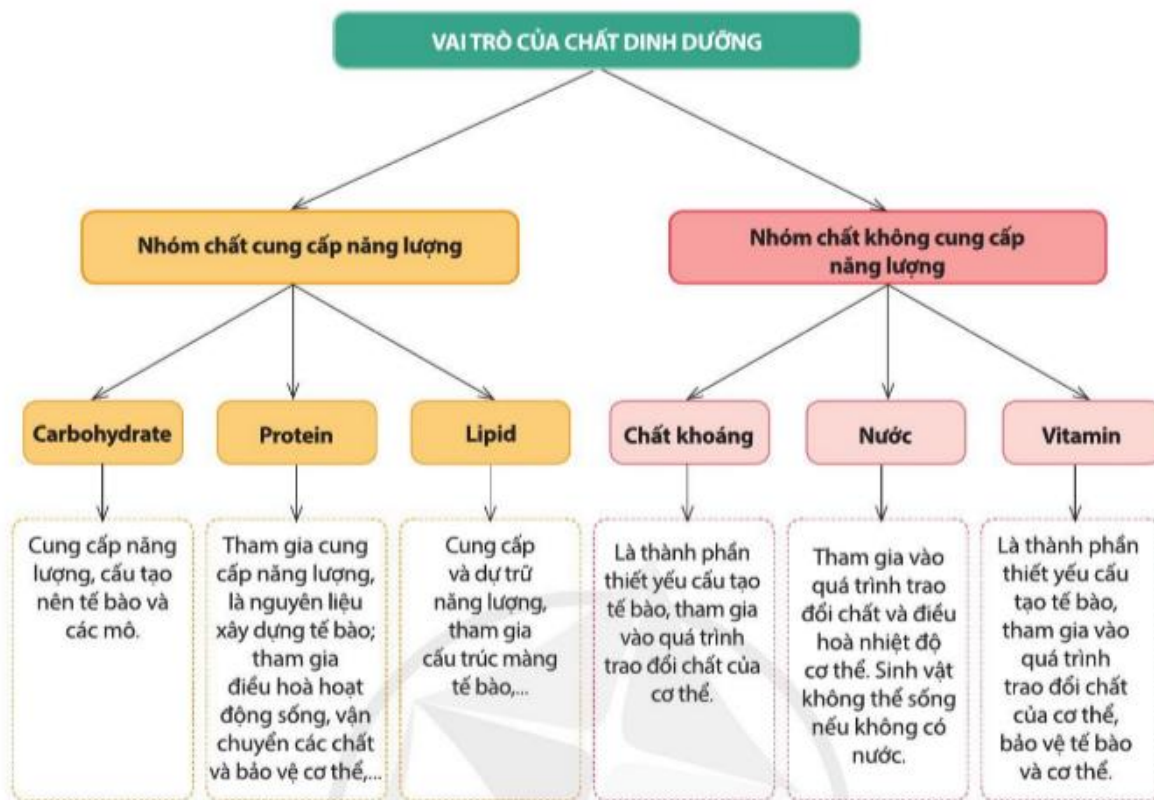 VAI TRÒ CỦA CHẤT DINH DƯỠNG
Nhóm chất cung cấp năng lượng
Nhóm chất không cung cấp
năng lượng
Carbohydrate
Protein
Lipid
Chất khoáng
Nước
Vitamin
Cung cấp năng
lượng, cấu tạo
nên tế bào và
các mô.
Tham gia cung
cấp năng lượng,
là nguyên liệu
xây dựng tế bào;
tham gia
điều hoà hoạt
động sống, vận
chuyển các chất
và bảo vệ cơ thể,...
Cung cấp
và dự trữ
năng lượng,
tham gia
cấu trúc màng
tế bào,...
Là thành phần
thiết yếu cấu tạo
tế bào, tham gia
vào quá trình
trao đổi chất của
cơ thể.
Tham gia vào
quá trình trao
đổi chất và điều
hoà nhiệt độ
cơ thể. Sinh vật
không thể sống
nếu không có
nước.
Là thành phần
thiết yếu cấu
tạo tế bào,
tham gia vào
quá trình
trao đổi chất
của cơ thể,
bảo vệ tế bào
và cơ thể.